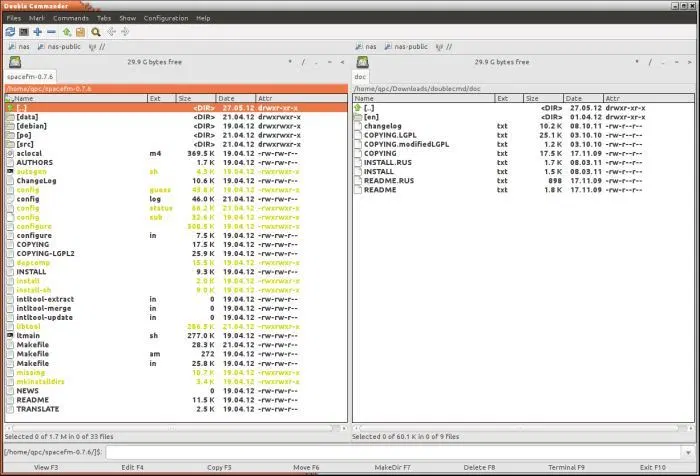 Double Commander
Files Mark Commands Tabs Show Configuration Help
nas nas-public //
nas nas-public //
29.9 G bytes free * / .. ~ <
29.9 G bytes free * / .. ~ >
spacefm-0.7.6
doc
/home/qpc/spacefm-0.7.6
/home/qpc/Downloads/doublecmd/doc
Name Ext Size Date Attr
[..] <DIR> 27.05.12 drwxr-xr-x
[data] <DIR> 21.04.12 drwxrwxr-x
[debian] <DIR> 19.04.12 drwxrwxr-x
[po] <DIR> 21.04.12 drwxrwxr-x
[src] <DIR> 21.04.12 drwxrwxr-x
aclocal m4 369.5 K 19.04.12 -rw-rw-r--
AUTHORS 1.7 K 19.04.12 -rw-rw-r--
autogen sh 4.3 K 19.04.12 -rwxrwxr-x
ChangeLog 10.6 K 19.04.12 -rw-rw-r--
config guess 43.8 K 19.04.12 -rwxrwxr-x
config log 46.0 K 21.04.12 -rw-rw-r--
config status 66.2 K 21.04.12 -rwxrwxr-x
config sub 32.6 K 19.04.12 -rwxrwxr-x
configure 308.5 K 19.04.12 -rwxrwxr-x
configure in 7.5 K 19.04.12 -rw-rw-r--
COPYING 17.5 K 19.04.12 -rw-rw-r--
COPYING-LGPL2 25.9 K 19.04.12 -rw-rw-r--
depcomp 15.5 K 19.04.12 -rwxrwxr-x
INSTALL 9.3 K 19.04.12 -rw-rw-r--
install 2.0 K 19.04.12 -rwxrwxr-x
install-sh 9.0 K 19.04.12 -rwxrwxr-x
intltool-extract in 0 19.04.12 -rw-rw-r--
intltool-merge in 0 19.04.12 -rw-rw-r--
intltool-update in 0 19.04.12 -rw-rw-r--
libtool 286.5 K 21.04.12 -rwxrwxr-x
ltmain sh 277.0 K 19.04.12 -rw-rw-r--
Makefile 28.3 K 21.04.12 -rw-rw-r--
Makefile am 272 19.04.12 -rw-rw-r--
Makefile in 25.8 K 19.04.12 -rw-rw-r--
missing 10.7 K 19.04.12 -rwxrwxr-x
mkinstalldirs 3.4 K 19.04.12 -rwxrwxr-x
NEWS 0 19.04.12 -rw-rw-r--
README 11.5 K 19.04.12 -rw-rw-r--
TRANSLATE 2.5 K 19.04.12 -rw-rw-r--
Name Ext Size Date Attr
[..] <DIR> 27.05.12 drwxr-xr-x
[en] <DIR> 01.04.12 drwxr-xr-x
changelog txt 10.2 K 08.10.11 -rw-r--r--
COPYING.LGPL txt 25.1 K 03.10.10 -rw-r--r--
COPYING.modifiedLGPL txt 1.2 K 03.10.10 -rw-r--r--
COPYING txt 17.5 K 17.11.09 -rw-r--r--
INSTALL.RUS txt 1.7 K 08.03.11 -rw-r--r--
INSTALL txt 1.5 K 08.03.11 -rw-r--r--
README.RUS txt 898 17.11.09 -rw-r--r--
README txt 1.8 K 17.11.09 -rw-r--r--
Selected 0 of 1.7 M in 0 of 33 files
Selected 0 of 60.1 K in 0 of 9 files
[/home/qpc/spacefm-0.7.6/]$:
View F3 Edit F4 Copy F5 Move F6 MakeDir F7 Delete F8 Terminal F9 Exit F10